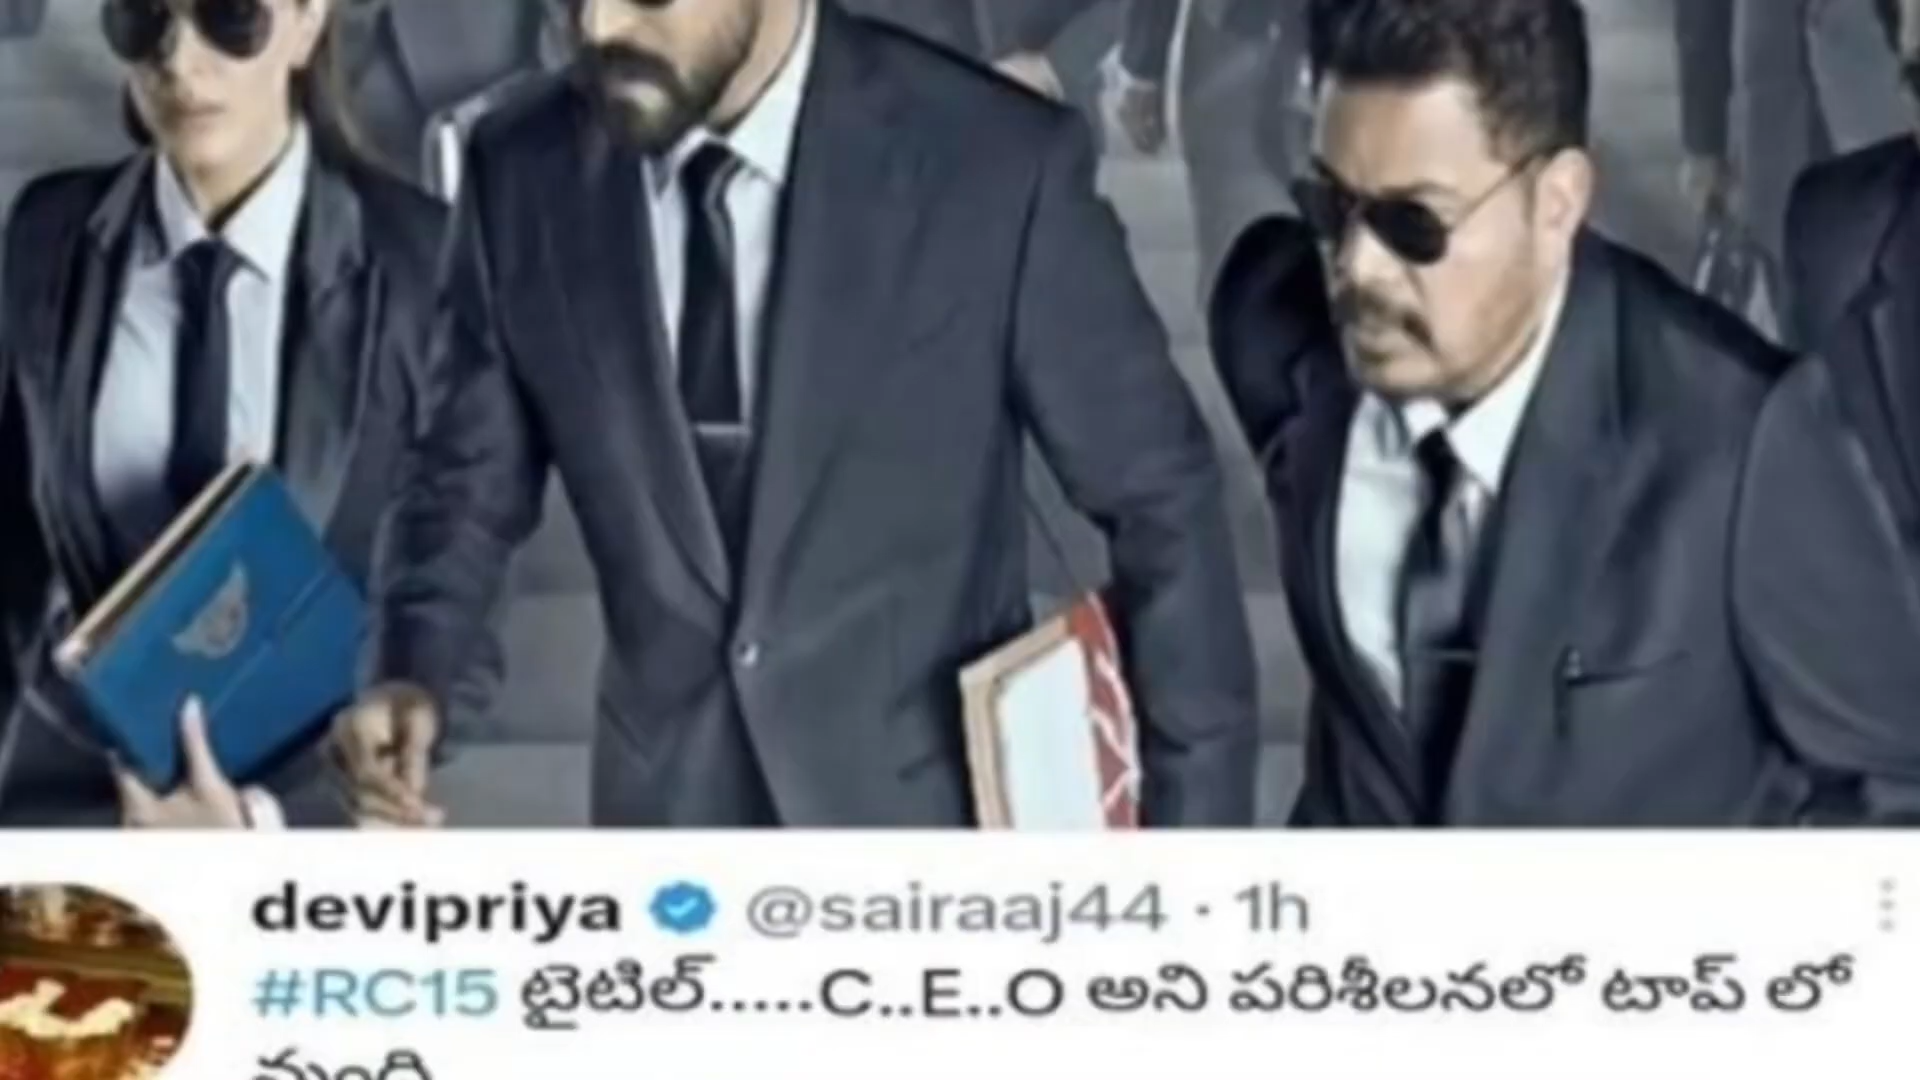 devipriya @sairaaj44 · 1h
#RC15 టైటిల్.....C..E..O అని పరిశీలనలో టాప్ లో